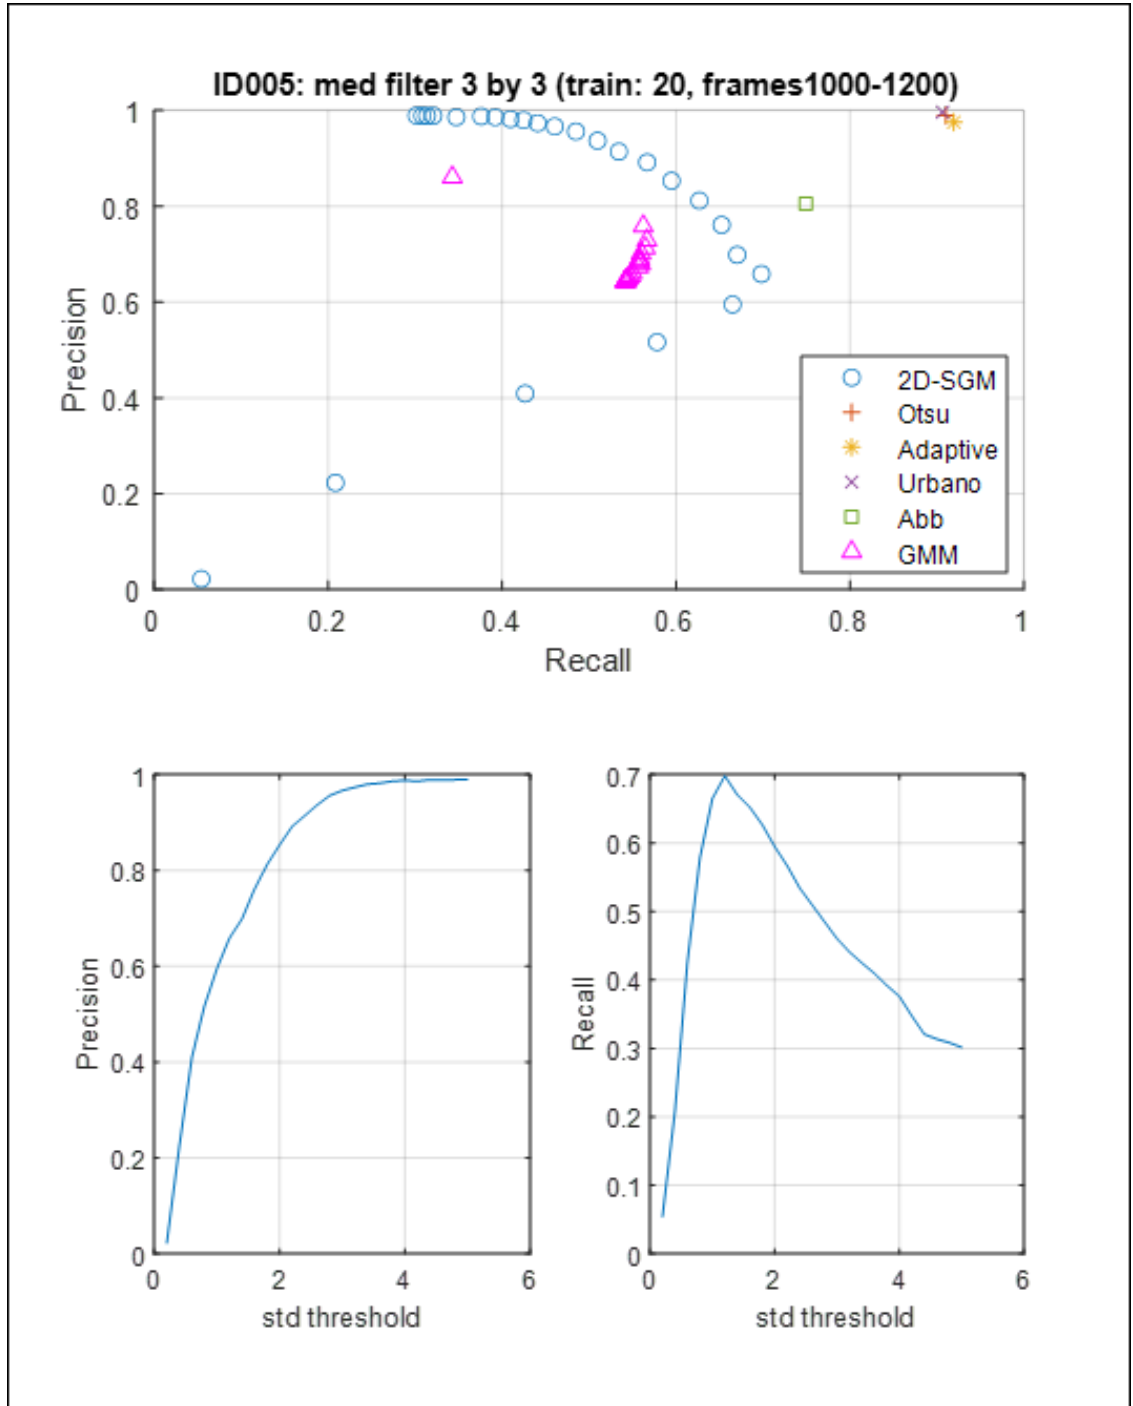 ID005: med filter 3 by 3 (train: 20, frames1000-1200)
1
0.8
0.6
0.4
0.2
0
Precision
0 0.2 0.4 0.6 0.8 1
Recall
2D-SGM
Otsu
Adaptive
Urbano
Abb
GMM
1
0.8
0.6
0.4
0.2
0
Precision
0 2 4 6
std threshold
0.7
0.6
0.5
0.4
0.3
0.2
0.1
0
Recall
0 2 4 6
std threshold